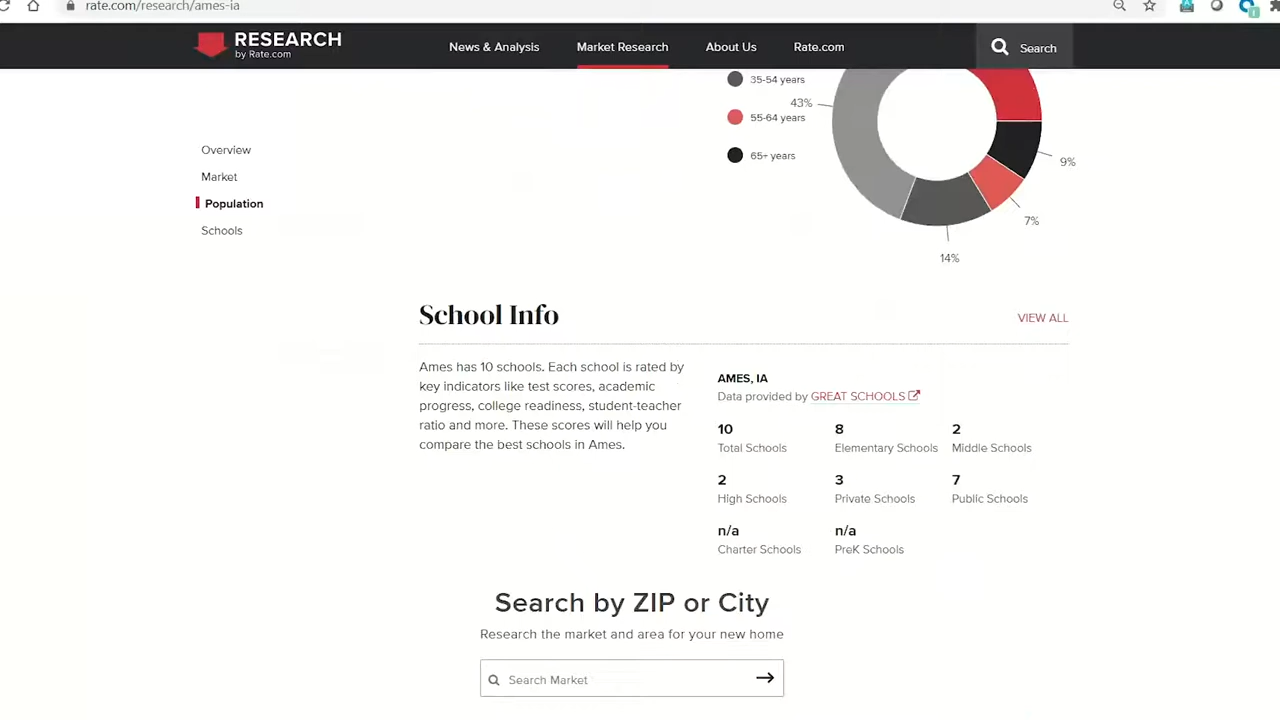 rate.com/research/ames-ia
RESEARCH
by Rate.com
News & Analysis
Market Research
About Us
Rate.com
Search
35-54 years
43%
55-64 years
65+ years
9%
7%
14%
Overview
Market
Population
Schools
School Info
VIEW ALL
Ames has 10 schools. Each school is rated by
key indicators like test scores, academic
progress, college readiness, student-teacher
ratio and more. These scores will help you
compare the best schools in Ames.
AMES, IA
Data provided by GREAT SCHOOLS
10
Total Schools
8
Elementary Schools
2
Middle Schools
2
High Schools
3
Private Schools
7
Public Schools
n/a
Charter Schools
n/a
PreK Schools
Search by ZIP or City
Research the market and area for your new home
Search Market